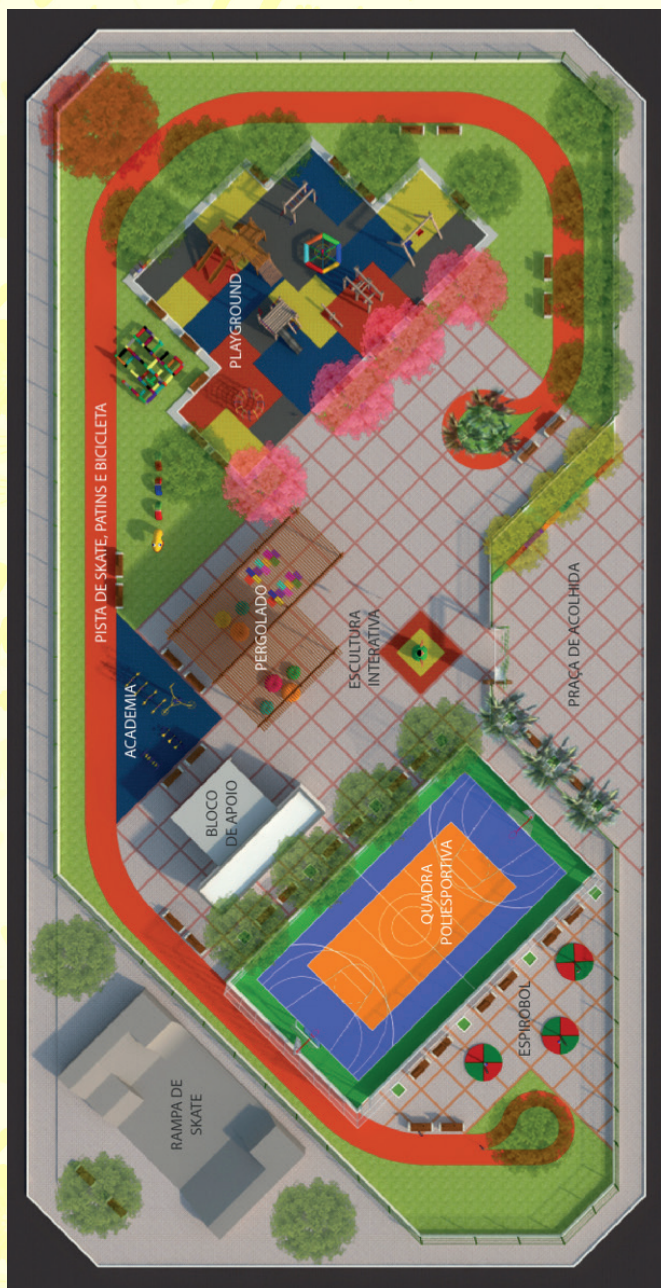 PISTA DE SKATE, PATINS E BICICLETA
PLAYGROUND
ACADEMIA
PERGOLADO
ESCULTURA
INTERATIVA
PRAÇA DE ACOLHIDA
BLOCO
DE APOIO
QUADRA
POLIESPORTIVA
ESPIROBOL
RAMPA DE
SKATE